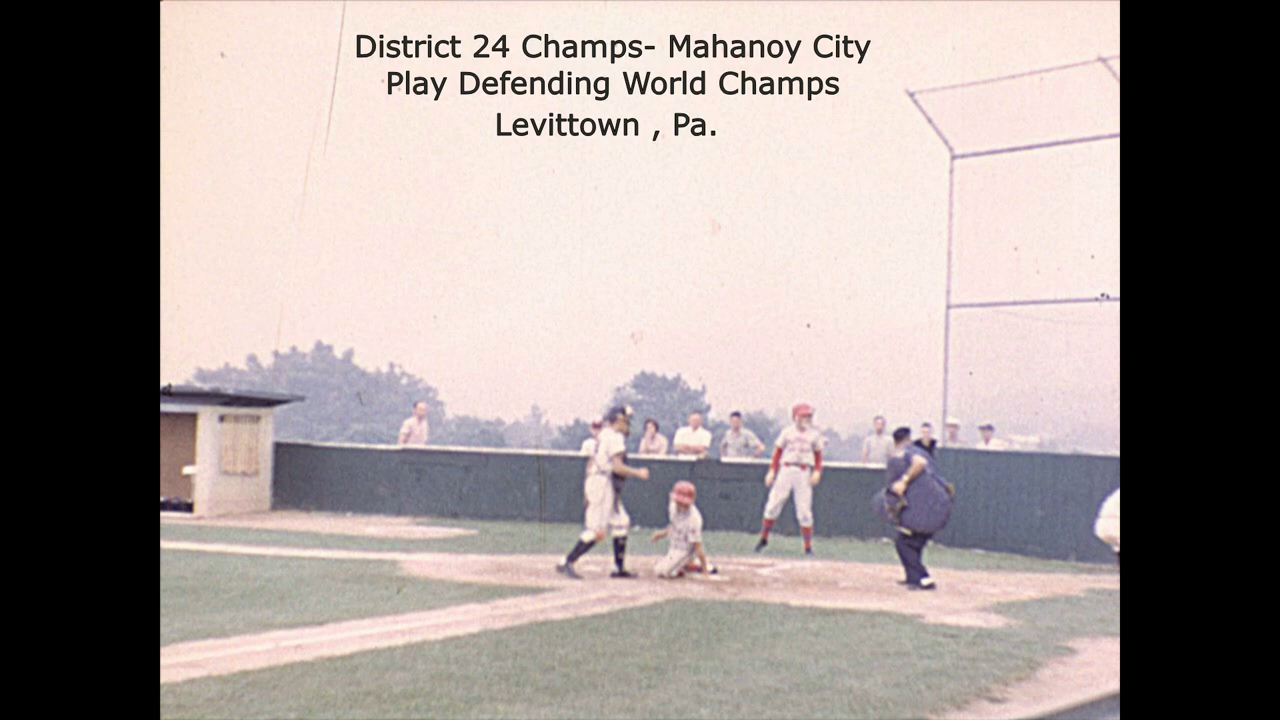 District 24 Champs- Mahanoy City
Play Defending World Champs
Levittown , Pa.